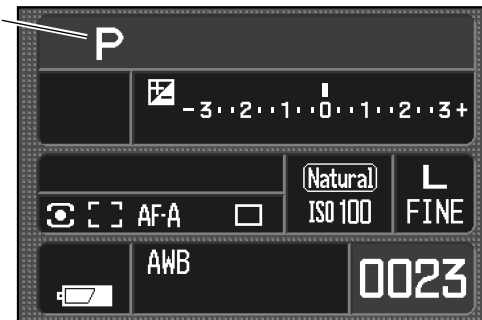 P
-3··2··1··0··1··2··3+
Natural
L
AF-A
ISO 100
FINE
AWB
0023